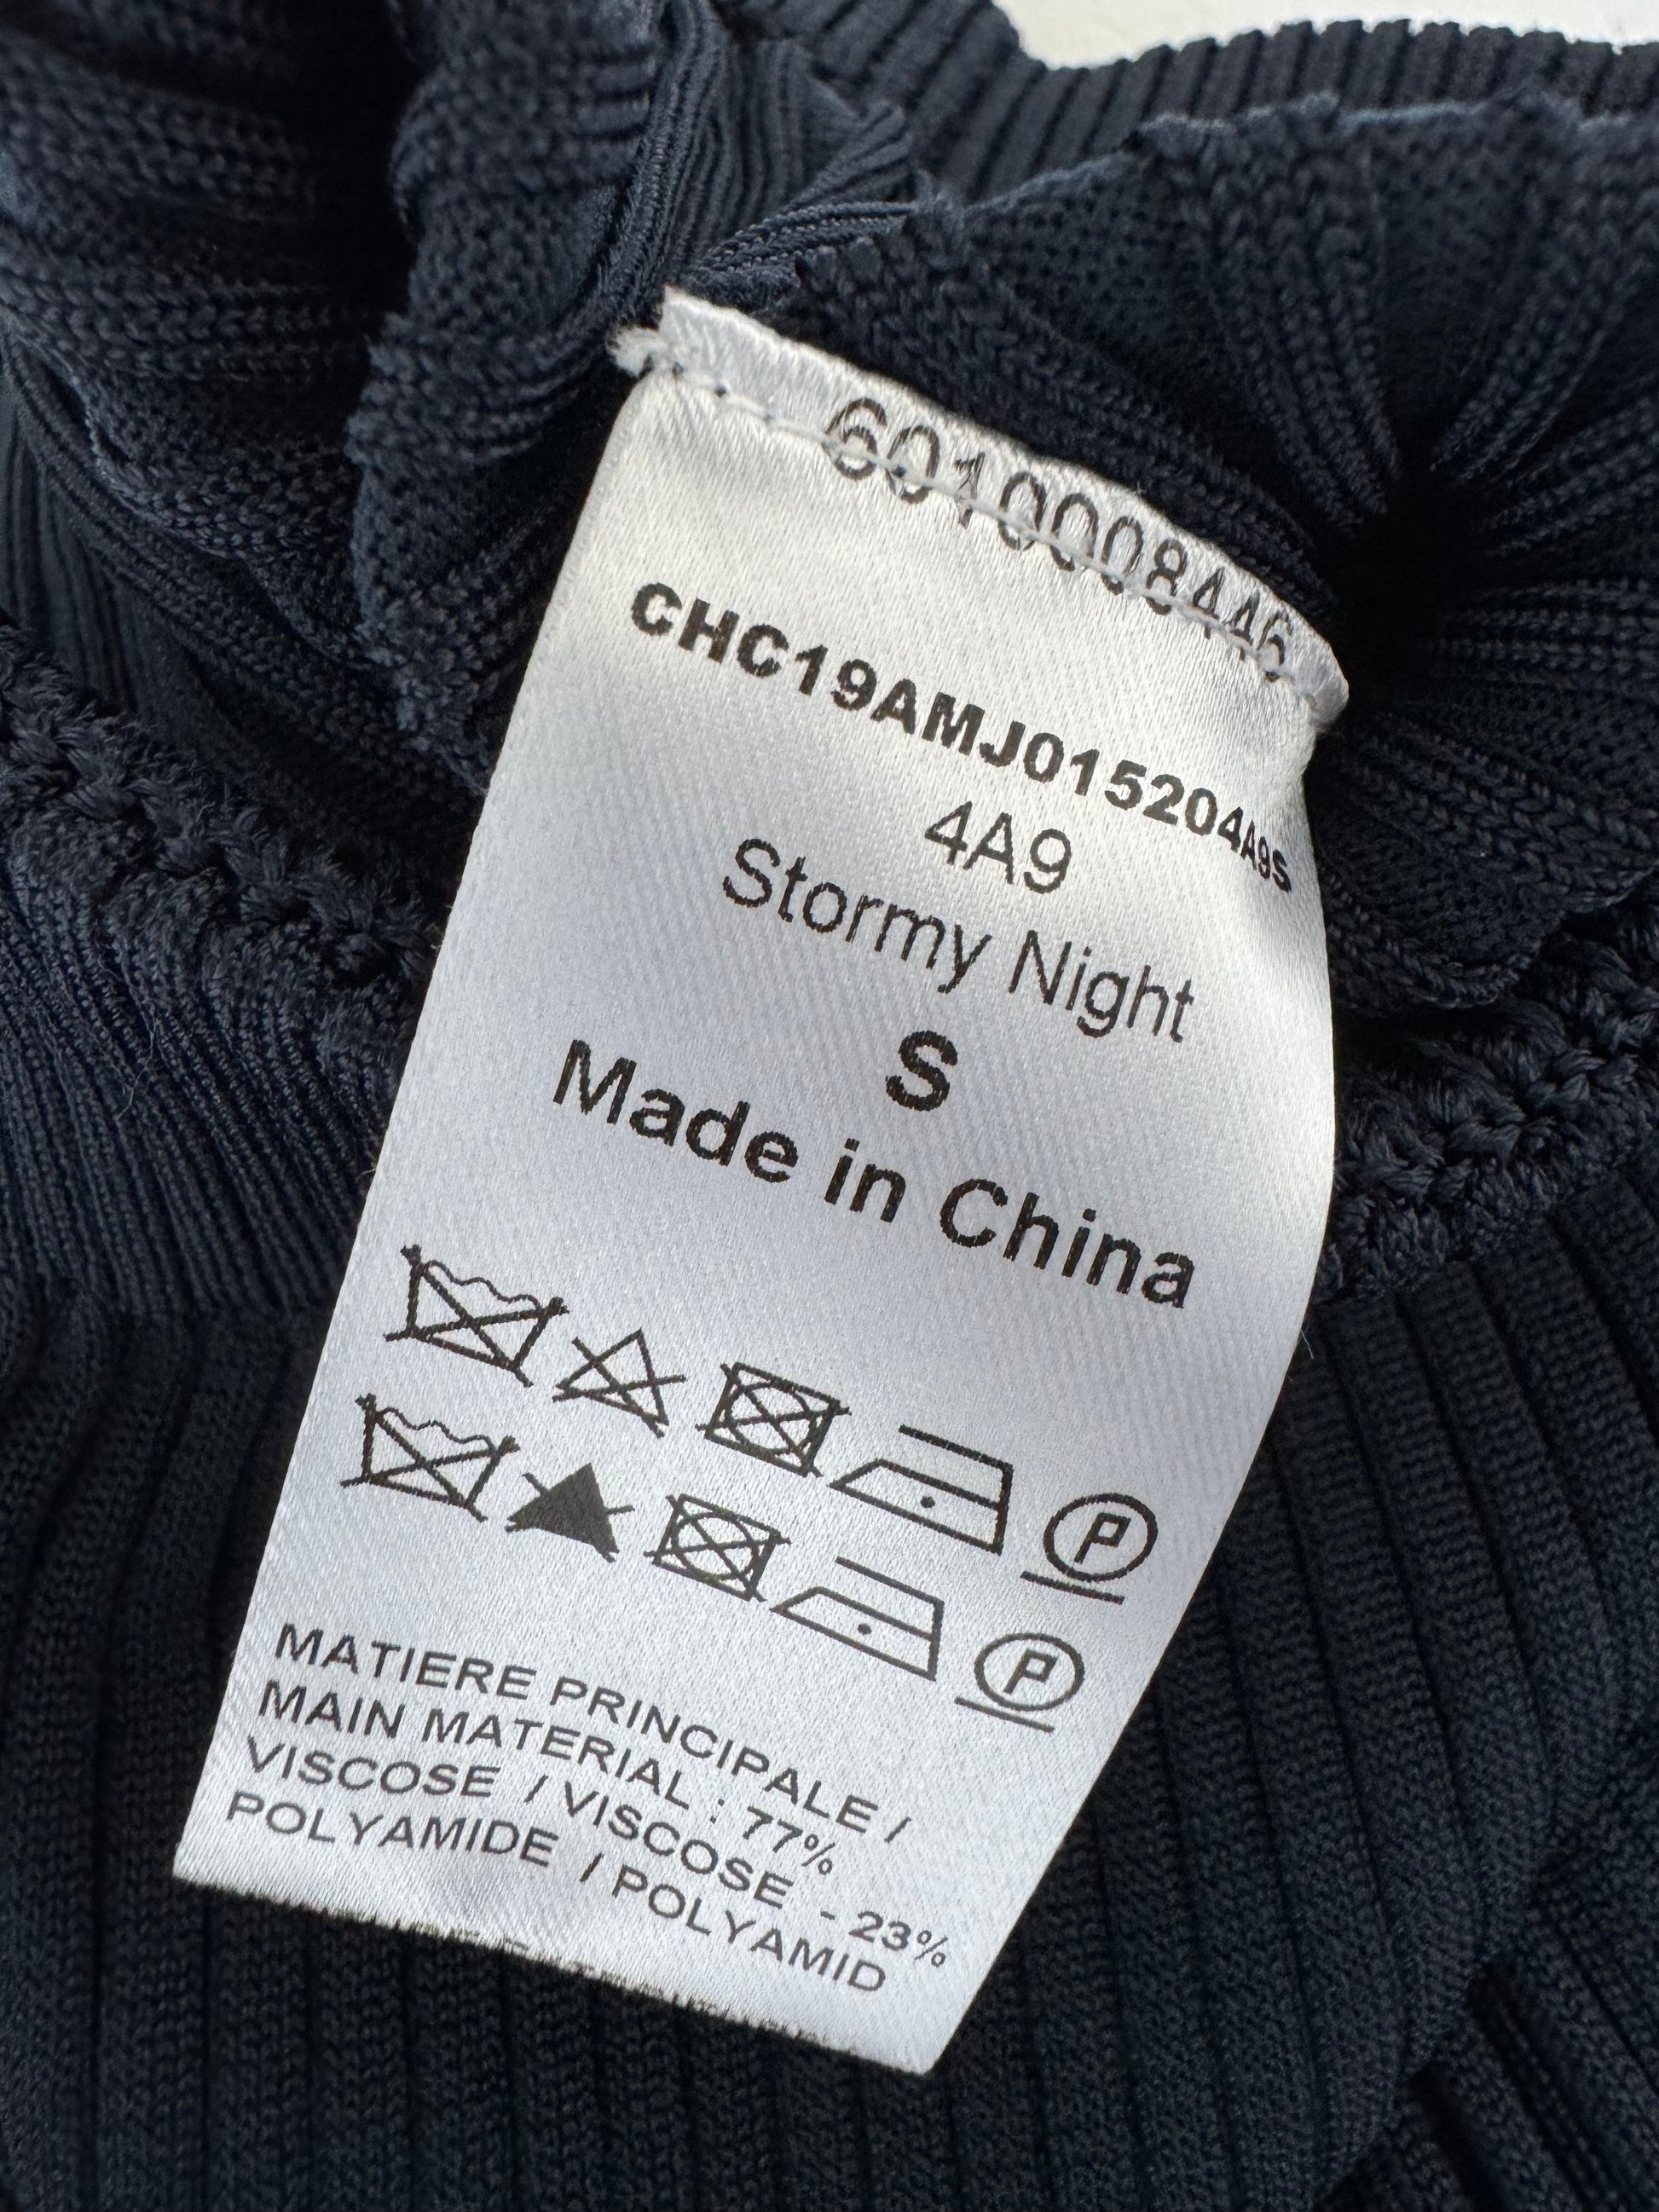 6010008446
CHC19AMJ015204A9S
4A9
Stormy Night
S
Made in China
P
P
MATIERE PRINCIPALE /
MAIN MATERIAL : 77%
VISCOSE / VISCOSE - 23%
POLYAMIDE / POLYAMID